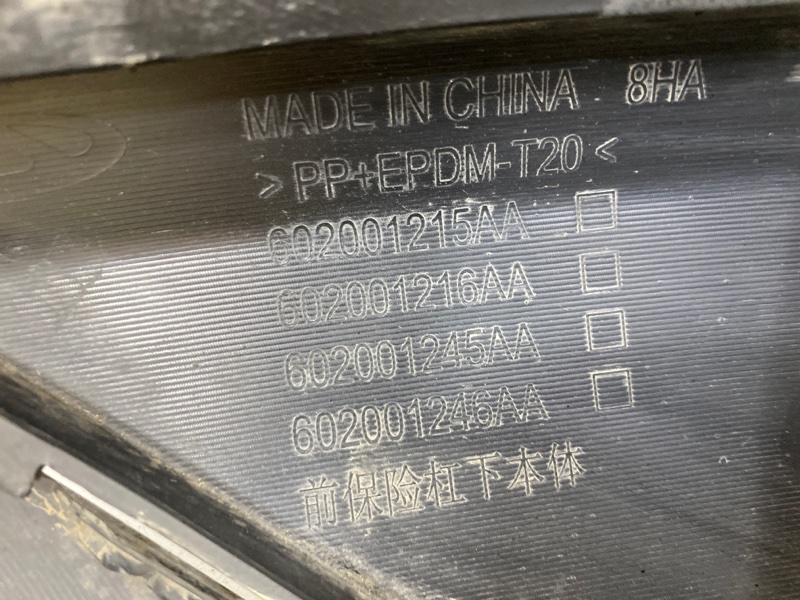 MADE IN CHINA 8HA
>PP+EPDM-T20<
602001215AA □
602001216AA □
602001245AA □
602001246AA □
前保险杠下本体